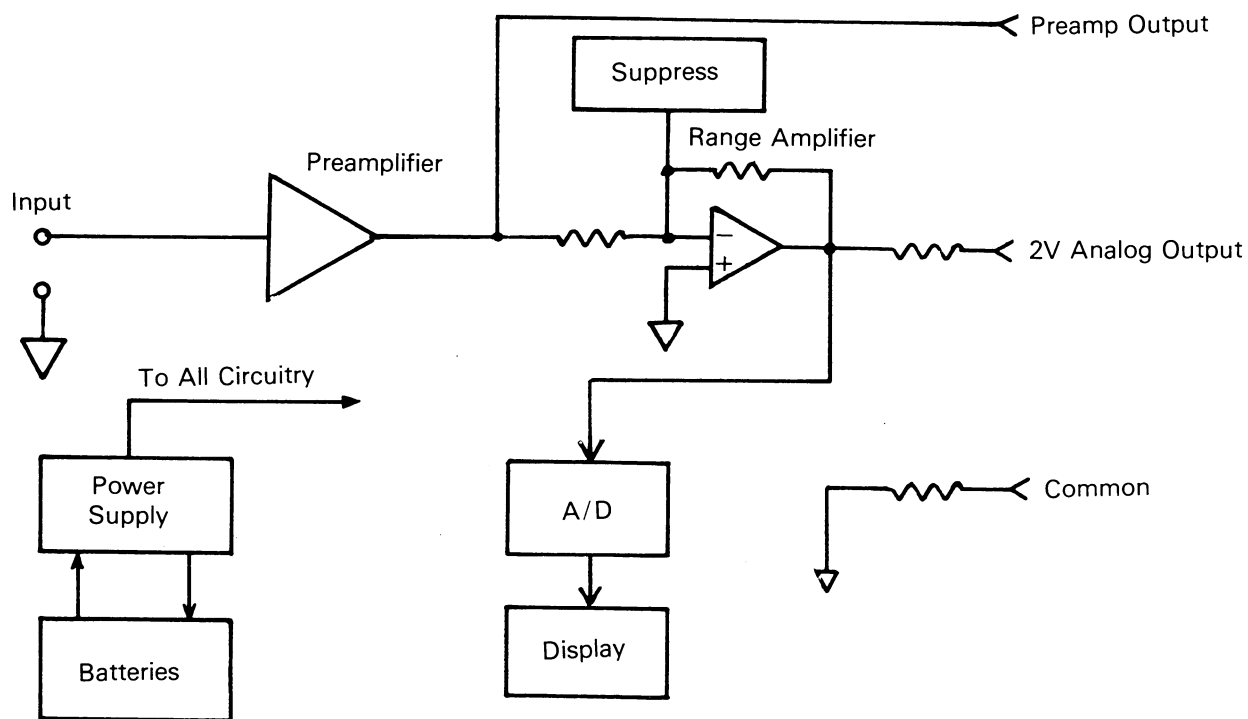 Preamp Output
Suppress
Range Amplifier
Preamplifier
Input
−
+
2V Analog Output
To All Circuitry
Power
Supply
A/D
Common
Batteries
Display